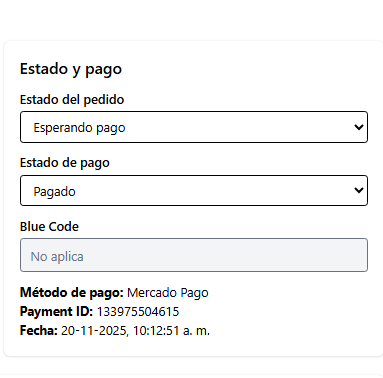 Estado y pago
Estado del pedido
Esperando pago
Estado de pago
Pagado
Blue Code
No aplica
Método de pago: Mercado Pago
Payment ID: 133975504615
Fecha: 20-11-2025, 10:12:51 a. m.